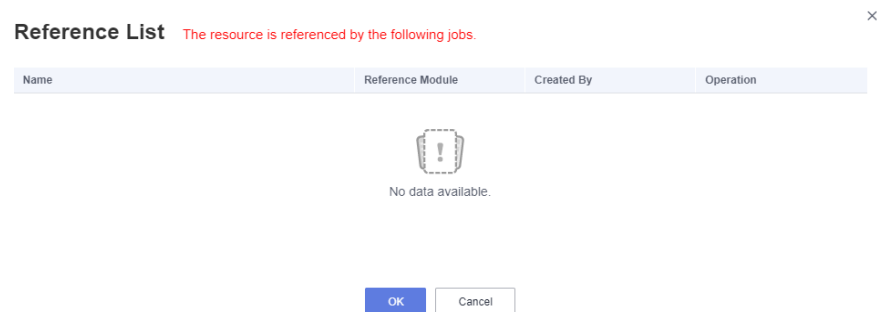 Reference List The resource is referenced by the following jobs.
Name Reference Module Created By Operation
No data available.
OK Cancel